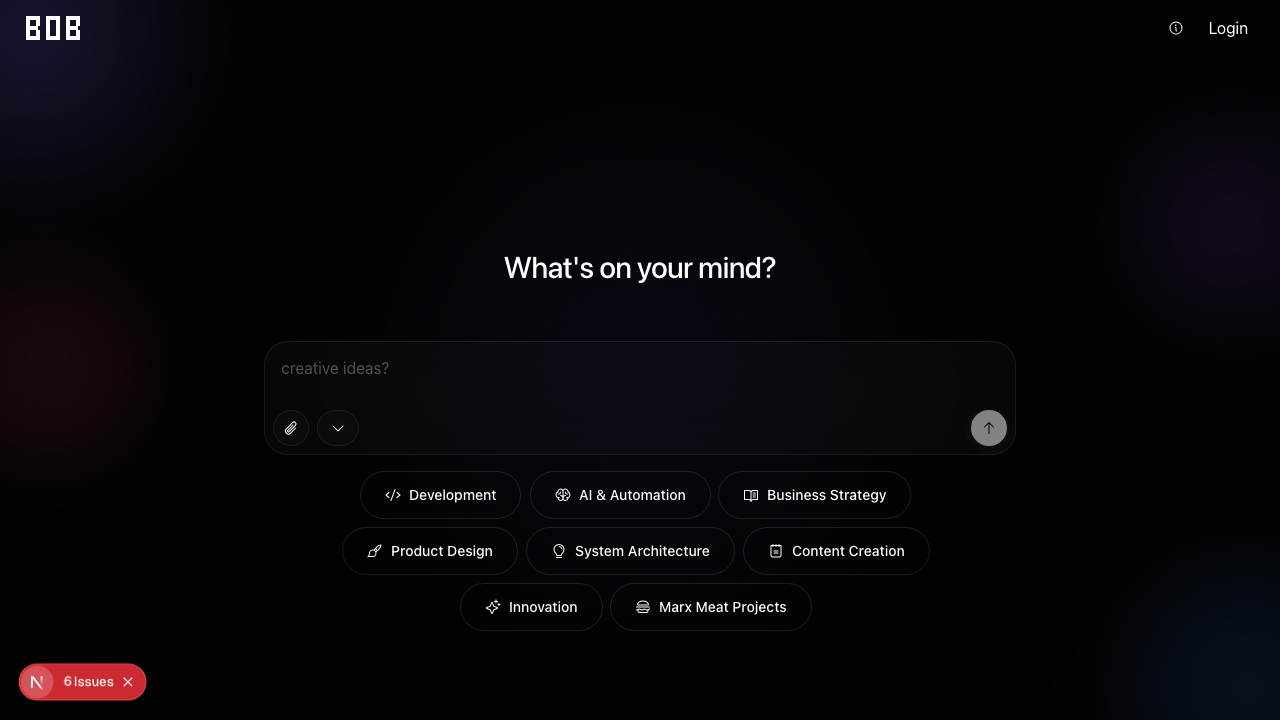 BOB
Login
What's on your mind?
creative ideas?
Development
AI & Automation
Business Strategy
Product Design
System Architecture
Content Creation
Innovation
Marx Meat Projects
N 6 Issues